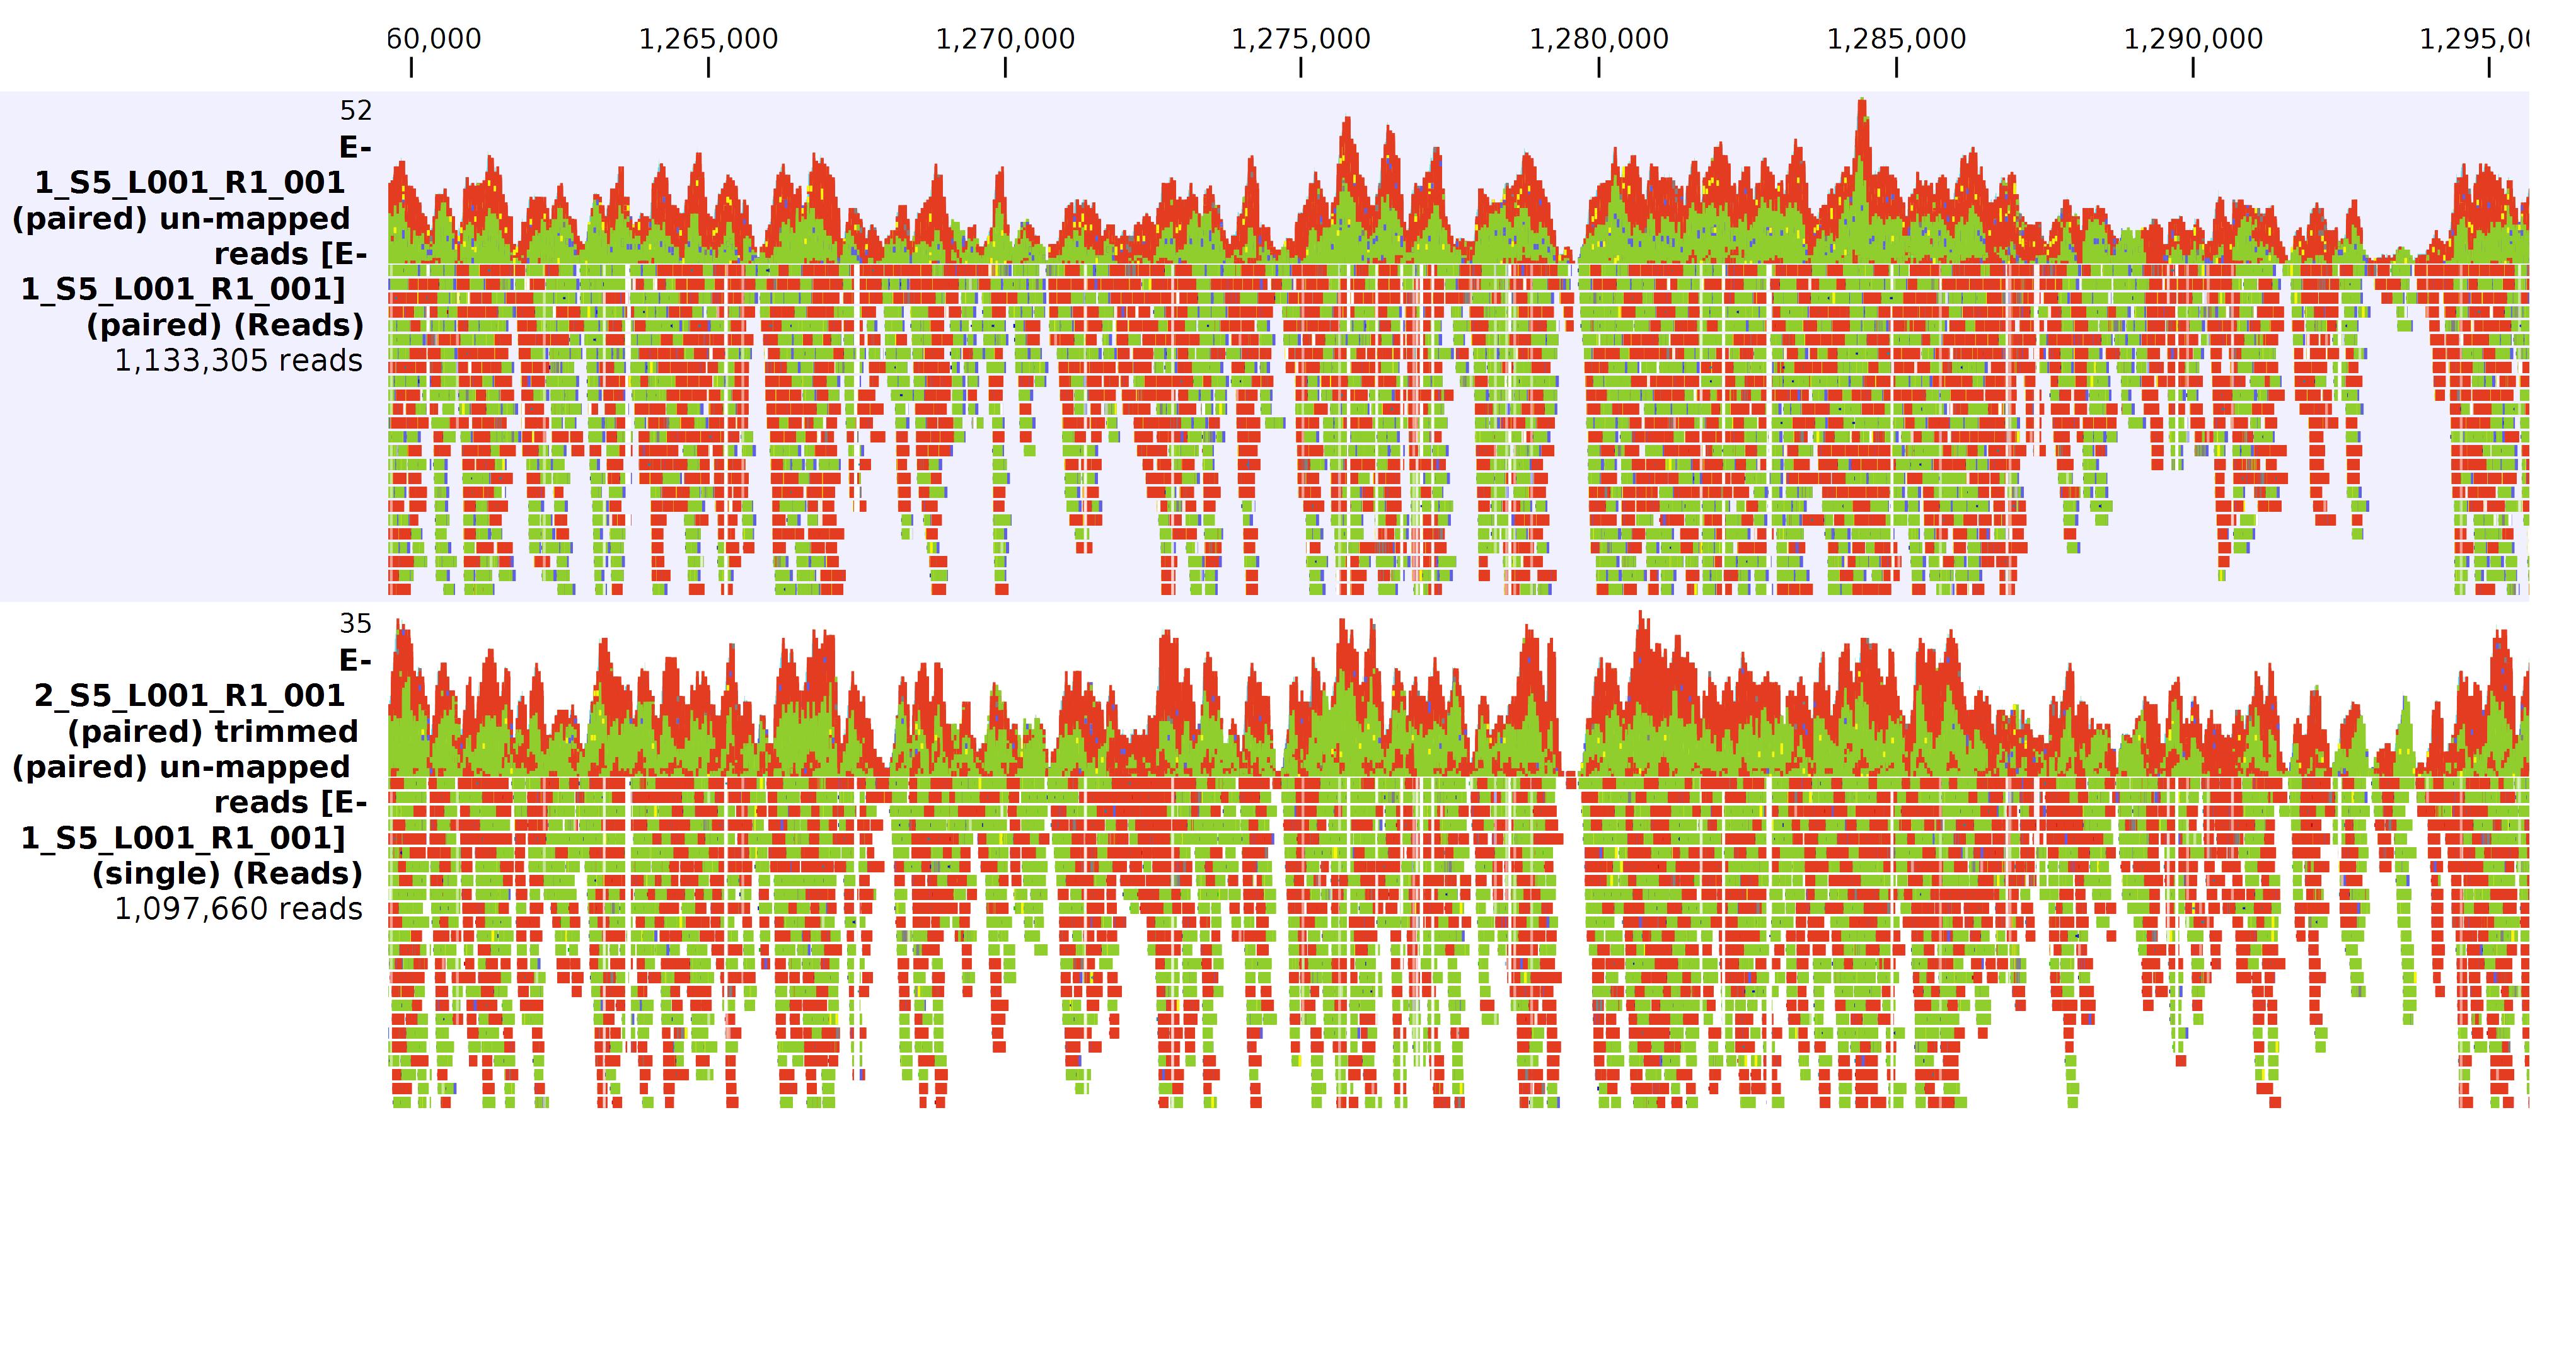 60,000 1,265,000 1,270,000 1,275,000 1,280,000 1,285,000 1,290,000 1,295,0
52
E-
1_S5_L001_R1_001
(paired) un-mapped
reads [E-
1_S5_L001_R1_001]
(paired) (Reads)
1,133,305 reads
35
E-
2_S5_L001_R1_001
(paired) trimmed
(paired) un-mapped
reads [E-
1_S5_L001_R1_001]
(single) (Reads)
1,097,660 reads